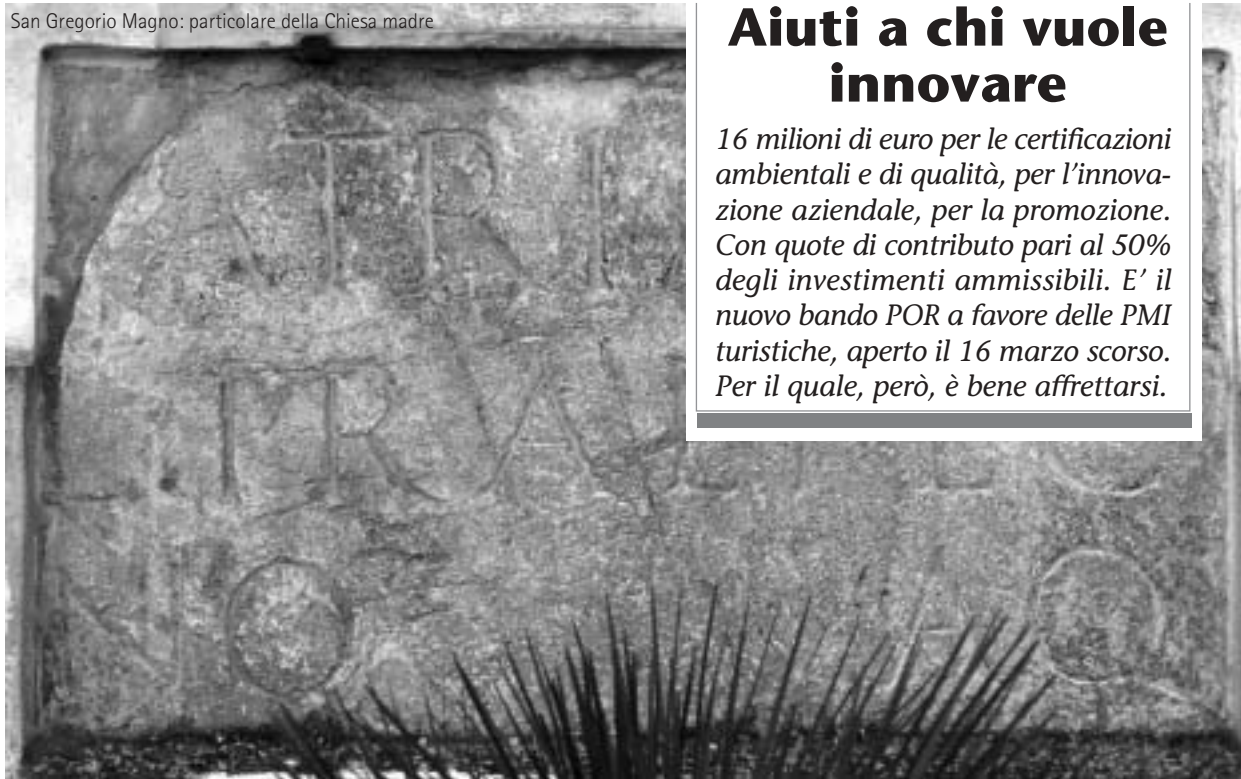 San Gregorio Magno: particolare della Chiesa madre
Aiuti a chi vuole
innovare
16 milioni di euro per le certificazioni
ambientali e di qualità, per l’innova-
zione aziendale, per la promozione.
Con quote di contributo pari al 50%
degli investimenti ammissibili. E’ il
nuovo bando POR a favore delle PMI
turistiche, aperto il 16 marzo scorso.
Per il quale, però, è bene affrettarsi.